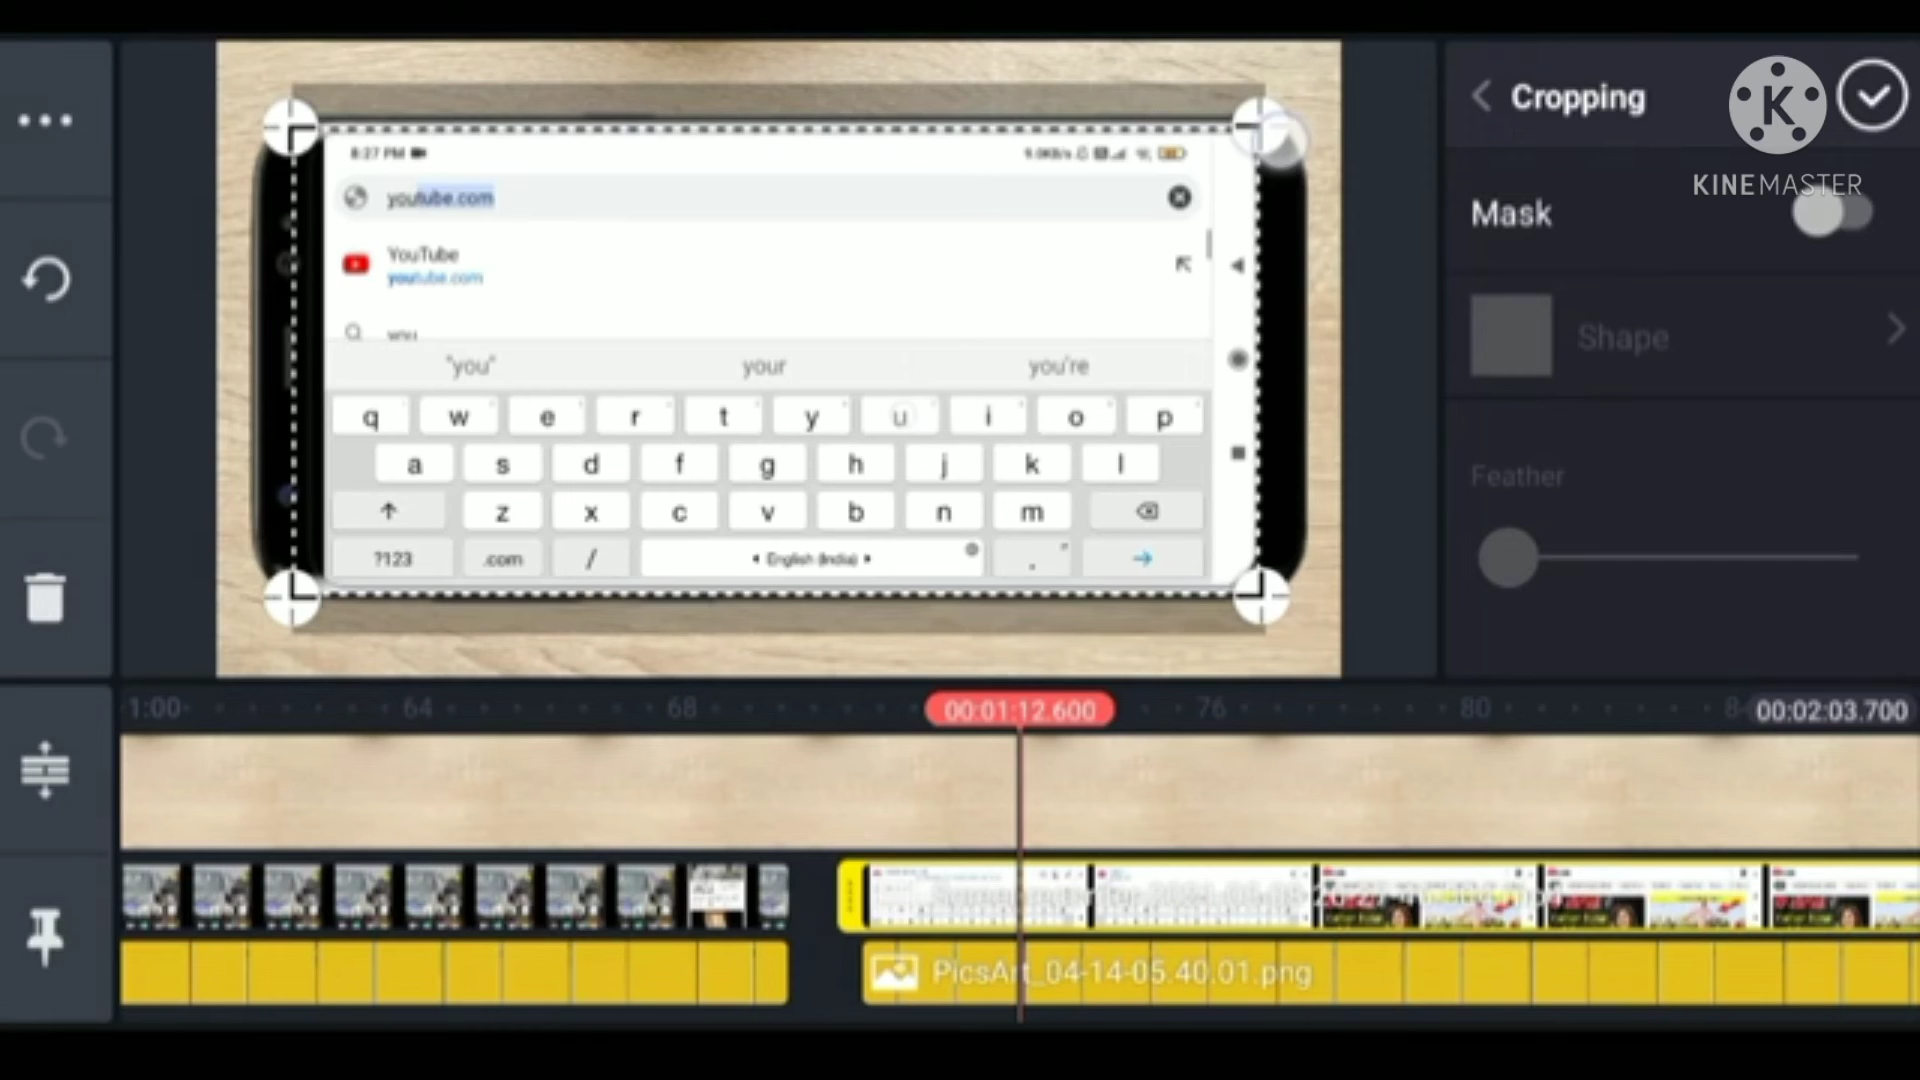 Cropping
KINEMASTER
Mask
Shape
Feather
8:27 PM
youtube.com
YouTube
youtube.com
you
"you" your you're
q w e r t y u i o p
a s d f g h j k l
z x c v b n m
?123 .com / English (India) .
1:00 64 68 00:01:12.600 76 80 00:02:03.700
PicsArt_04-14-05.40.01.png